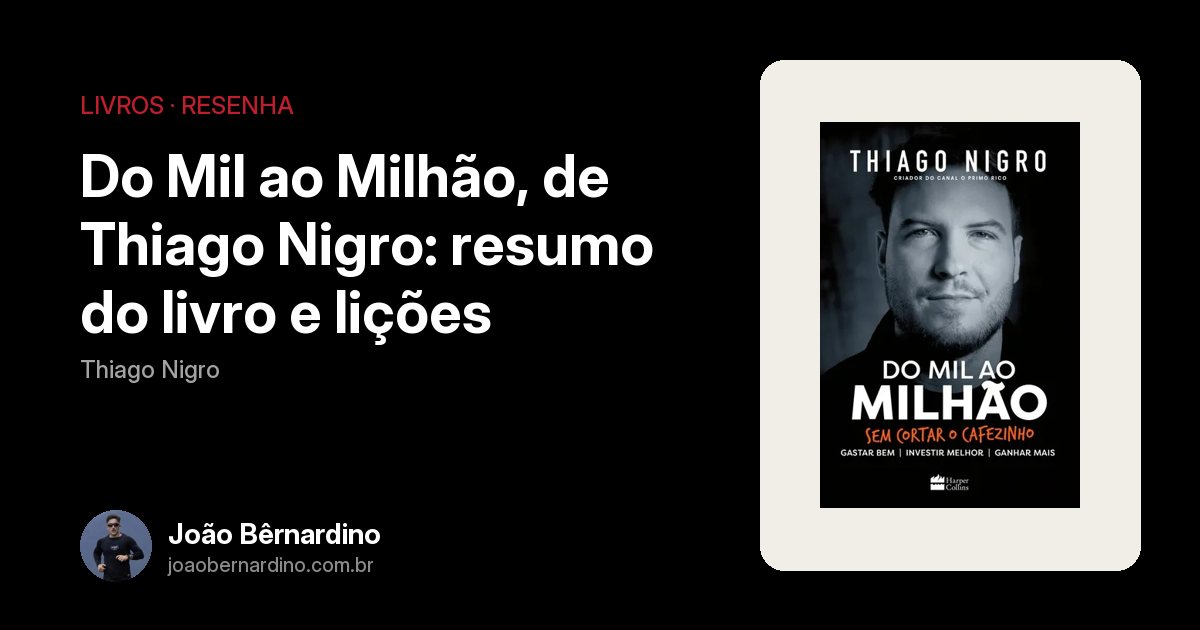 LIVROS · RESENHA
Do Mil ao Milhão, de
Thiago Nigro: resumo
do livro e lições
Thiago Nigro
João Bêrnardino
joaobernardino.com.br
THIAGO NIGRO
CRIADOR DO CANAL O PRIMO RICO
DO MIL AO
MILHÃO
SEM CORTAR O CAFEZINHO
GASTAR BEM | INVESTIR MELHOR | GANHAR MAIS
Harper
Collins